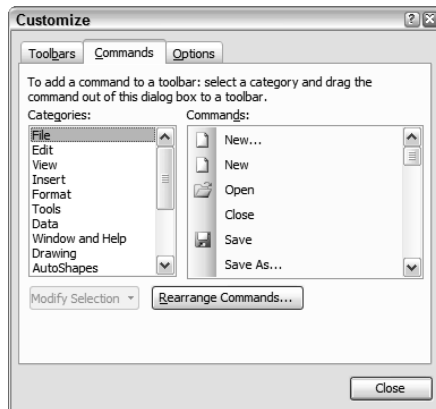 Customize
Toolbars Commands Options
To add a command to a toolbar: select a category and drag the
command out of this dialog box to a toolbar.
Categories: Commands:
File
Edit
View
Insert
Format
Tools
Data
Window and Help
Drawing
AutoShapes
New...
New
Open
Close
Save
Save As...
Modify Selection
Rearrange Commands...
Close